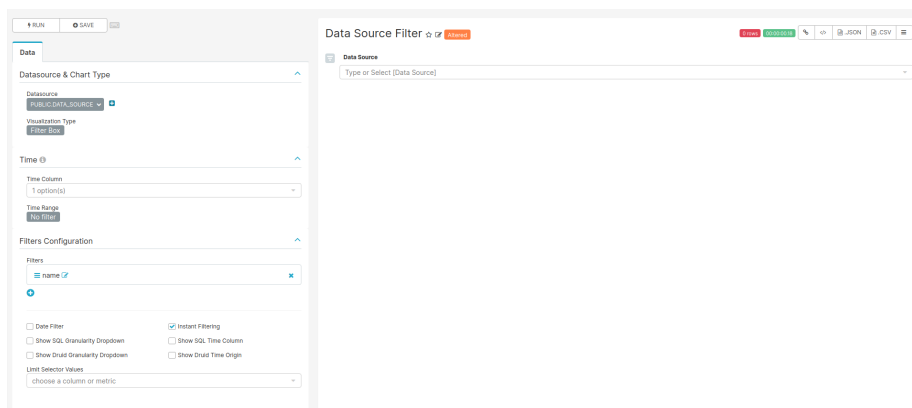 RUN SAVE
Data
Datasource & Chart Type
Datasource
PUBLIC.DATA_SOURCE
Visualization Type
Filter Box
Time
Time Column
1 option(s)
Time Range
No filter
Filters Configuration
Filters
name
Date Filter Instant Filtering
Show SQL Granularity Dropdown Show SQL Time Column
Show Druid Granularity Dropdown Show Druid Time Origin
Limit Selector Values
choose a column or metric
Data Source Filter Altered
0 rows .JSON .CSV
Data Source
Type or Select [Data Source]